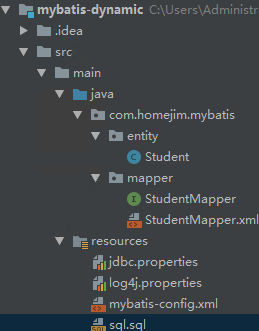 mybatis-dynamic C:\Users\Administr
.idea
src
main
java
com.homejim.mybatis
entity
Student
mapper
StudentMapper
StudentMapper.xml
resources
jdbc.properties
log4j.properties
mybatis-config.xml
sql.sql